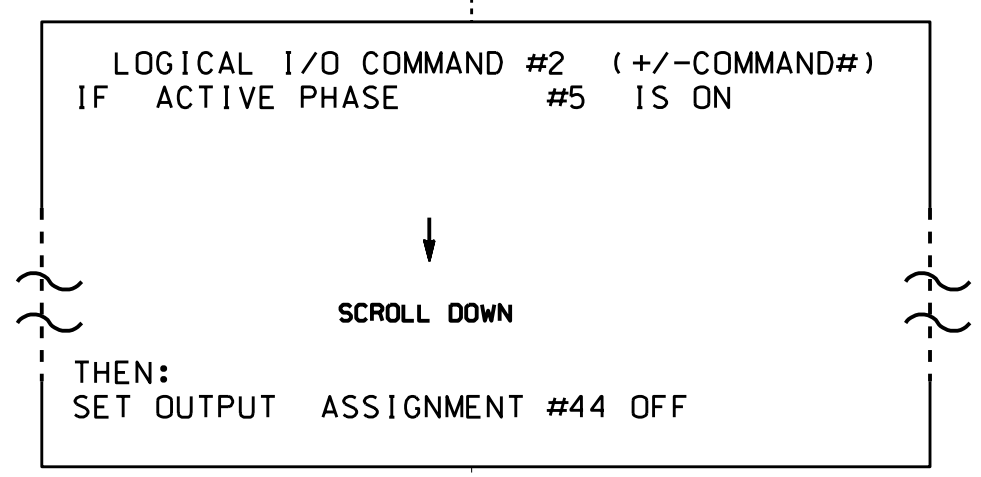 LOGICAL I/O COMMAND #2 (+/-COMMAND#)
IF ACTIVE PHASE #5 IS ON
SCROLL DOWN
THEN:
SET OUTPUT ASSIGNMENT #44 OFF